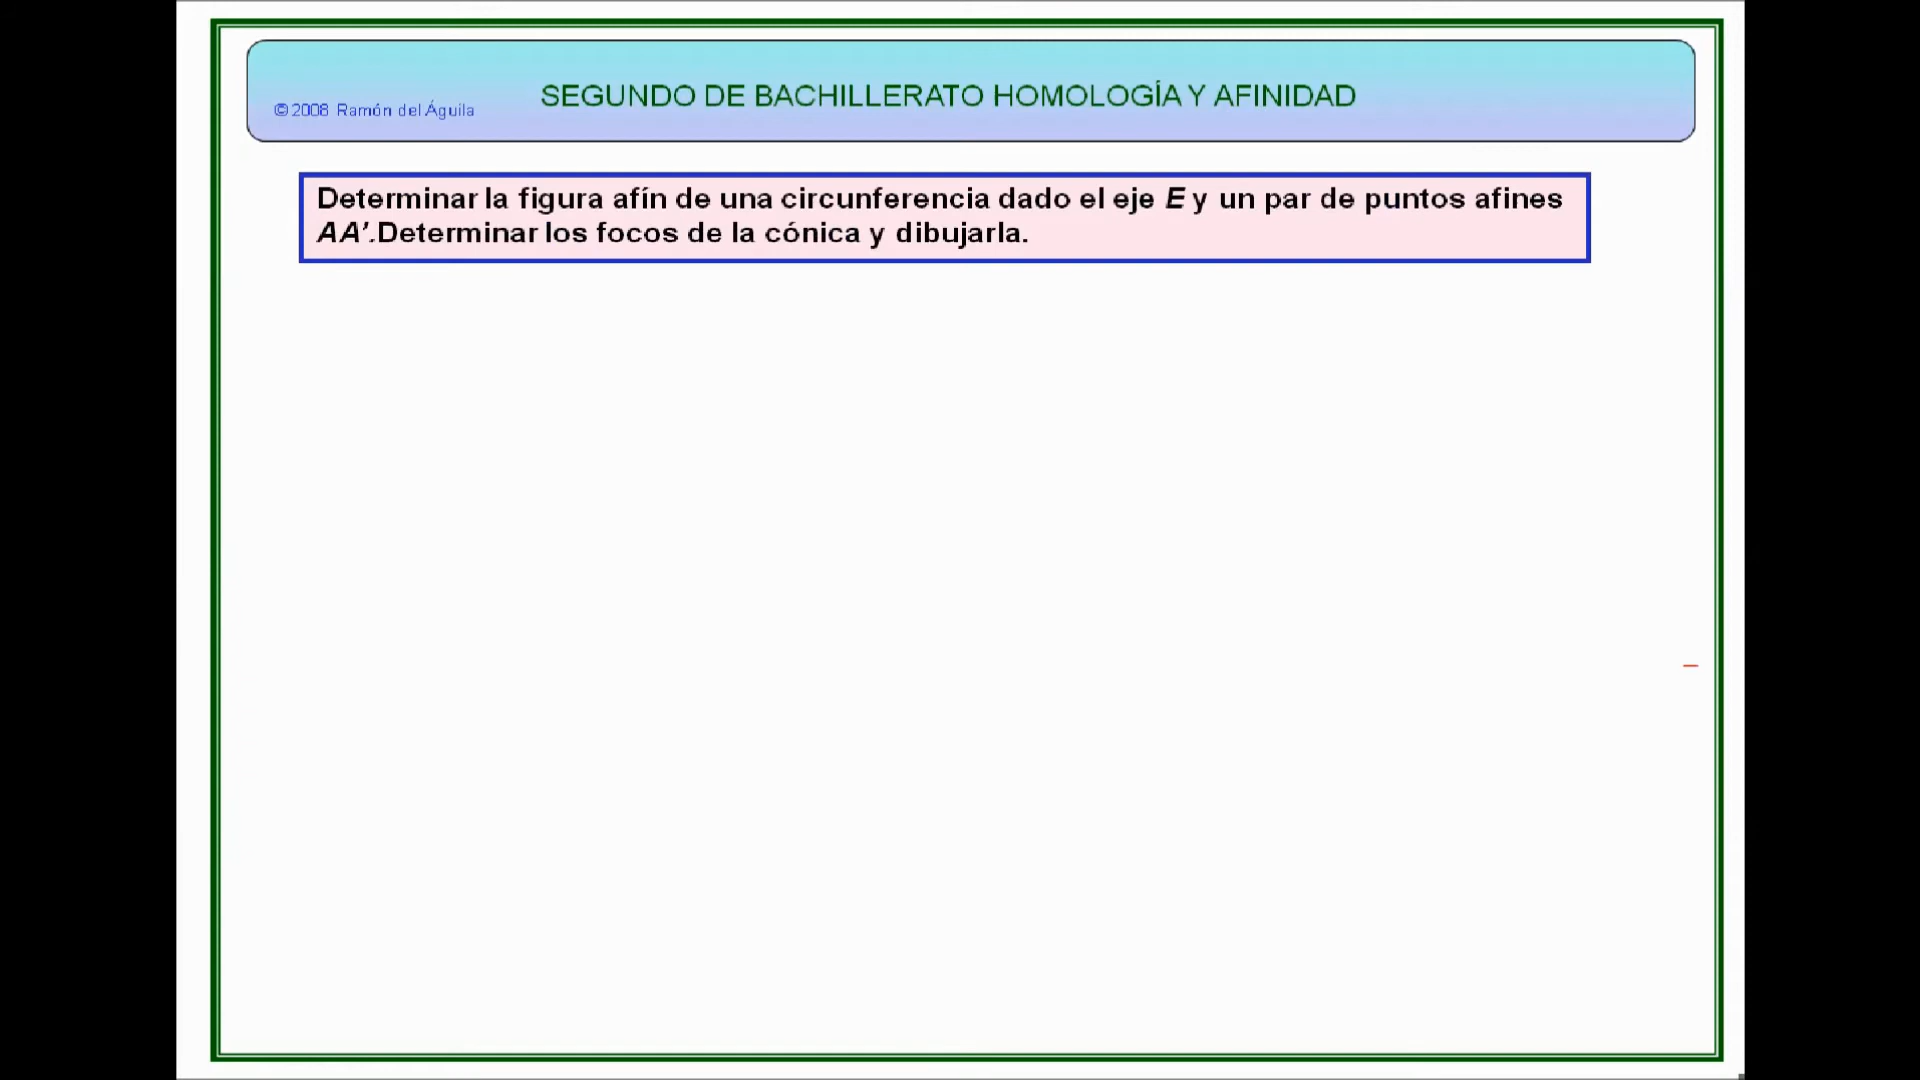 SEGUNDO DE BACHILLERATO HOMOLOGÍA Y AFINIDAD
©2008 Ramón del Águila
Determinar la figura afín de una circunferencia dado el eje E y un par de puntos afines
AA'.Determinar los focos de la cónica y dibujarla.